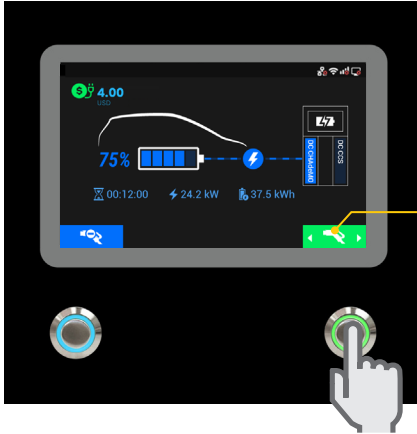 4.00
USD
75%
DC CHAdeMO
DC CCS
00:12:00
24.2 kW
37.5 kWh